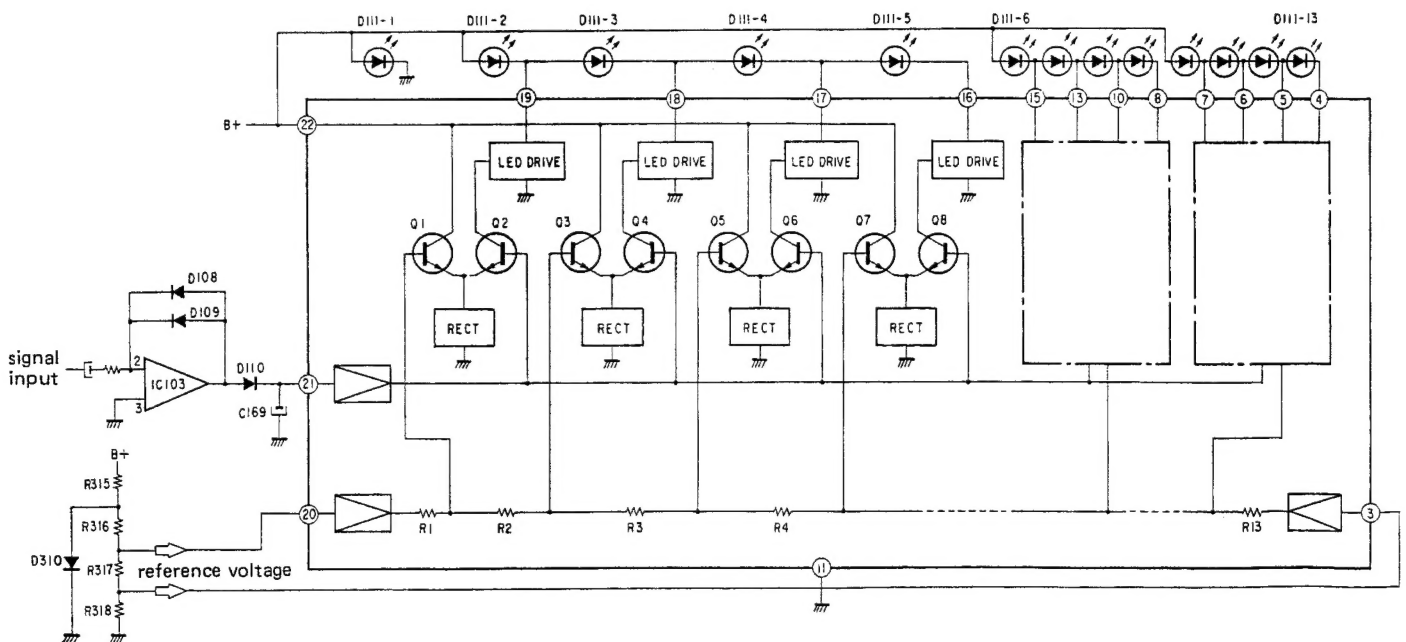 D111-1 D111-2 D111-3 D111-4 D111-5 D111-6 D111-13
19 18 17 16 15 13 10 8 7 6 5 4
B+ 22
LED DRIVE LED DRIVE LED DRIVE LED DRIVE
Q1 Q2 Q3 Q4 Q5 Q6 Q7 Q8
D108
D109
RECT RECT RECT RECT
signal
input
2
IC103
3
D110
21
C169
B+
R315
20
R1 R2 R3 R4 R13
3
R316
D310
R317
reference voltage
11
R318